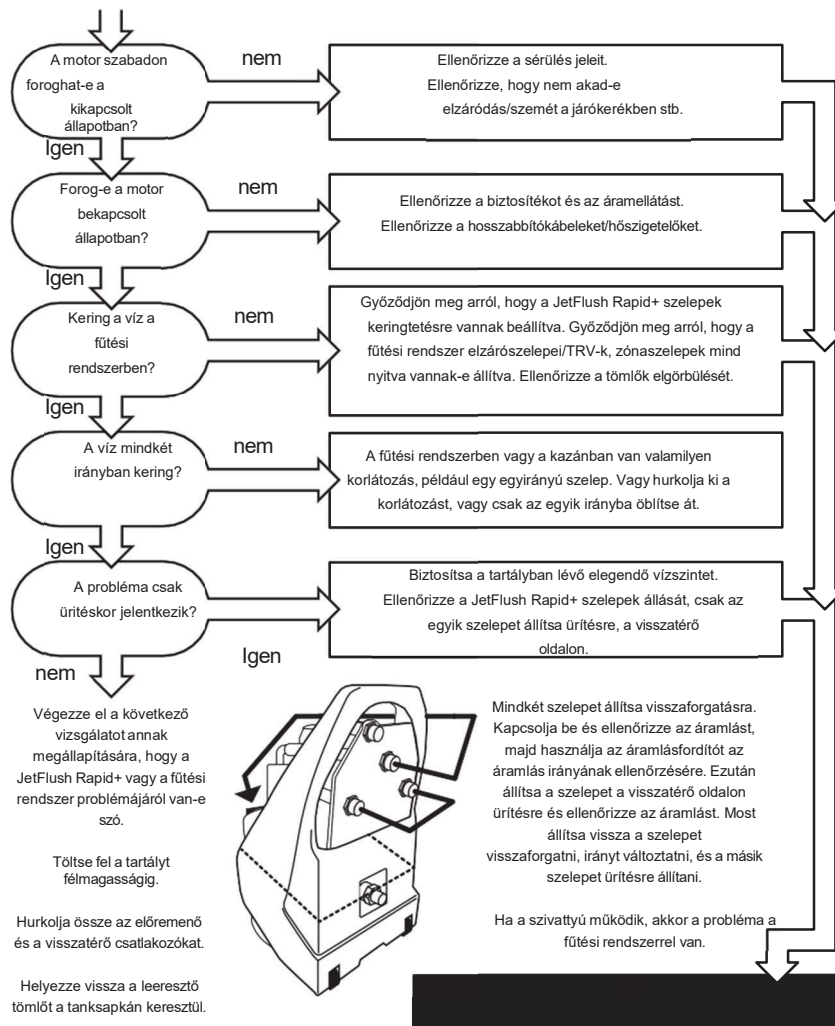 A motor szabadon
foroghat-e a
kikapcsolt
állapotban?
nem
Ellenőrizze a sérülés jeleit.
Ellenőrizze, hogy nem akad-e
elzáródás/szemét a járókerékben stb.
Igen
Forog-e a motor
bekapcsolt
állapotban?
nem
Ellenőrizze a biztosítékot és az áramellátást.
Ellenőrizze a hosszabbítókábeleket/hőszigetelőket.
Igen
Kering a víz a
fűtési
rendszerben?
nem
Győződjön meg arról, hogy a JetFlush Rapid+ szelepek
keringtetésre vannak beállítva. Győződjön meg arról, hogy a
fűtési rendszer elzárószelepei/TRV-k, zónaszelepek mind
nyitva vannak-e állítva. Ellenőrizze a tömlők elgörbülését.
Igen
A víz mindkét
irányban kering?
nem
A fűtési rendszerben vagy a kazánban van valamilyen
korlátozás, például egy egyirányú szelep. Vagy hurkolja ki a
korlátozást, vagy csak az egyik irányba öblítse át.
Igen
A probléma csak
ürítéskor jelentkezik?
Igen
Biztosítsa a tartályban lévő elegendő vízszintet.
Ellenőrizze a JetFlush Rapid+ szelepek állását, csak az
egyik szelepet állítsa ürítésre, a visszatérő
oldalon.
nem
Végezze el a következő
vizsgálatot annak
megállapítására, hogy a
JetFlush Rapid+ vagy a fűtési
rendszer problémájáról van-e
szó.
Töltse fel a tartályt
félmagasságig.
Hurkolja össze az előremenő
és a visszatérő csatlakozókat.
Helyezze vissza a leeresztő
tömlőt a tanksapkán keresztül.
Mindkét szelepet állítsa visszaforgatásra.
Kapcsolja be és ellenőrizze az áramlást,
majd használja az áramlásfordítót az
áramlás irányának ellenőrzésére. Ezután
állítsa a szelepet a visszatérő oldalon
ürítésre és ellenőrizze az áramlást. Most
állítsa vissza a szelepet
visszaforgatni, irányt változtatni, és a másik
szelepet ürítésre állítani.
Ha a szivattyú működik, akkor a probléma a
fűtési rendszerrel van.